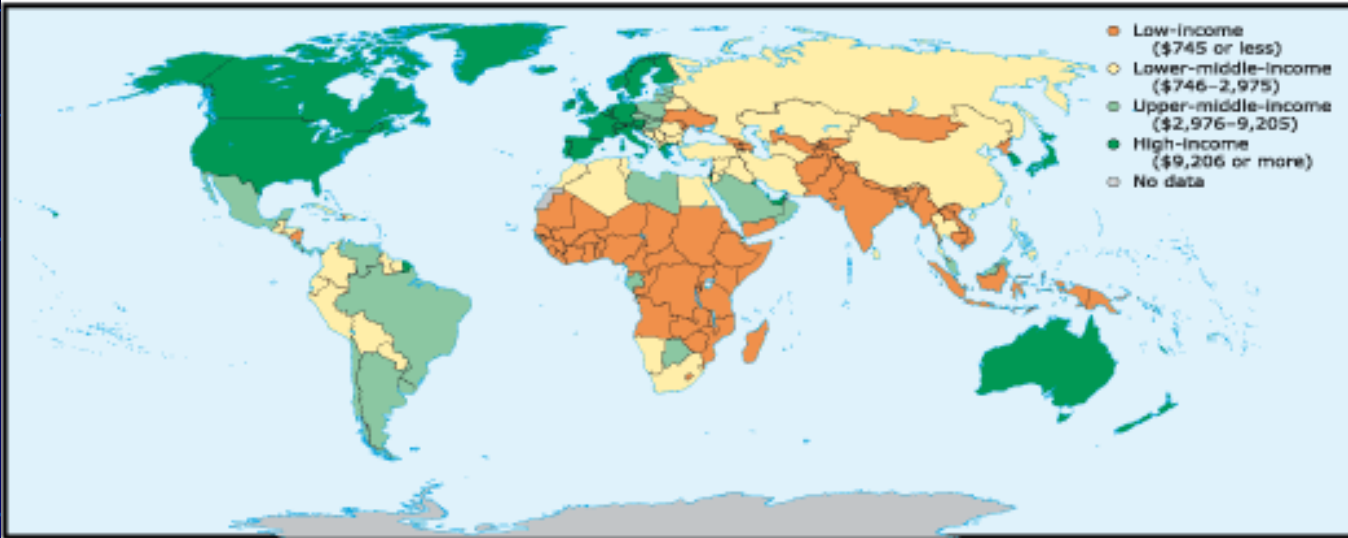 Low-income
($745 or less)
Lower-middle-income
($746–2,975)
Upper-middle-income
($2,976–9,205)
High-income
($9,206 or more)
No data